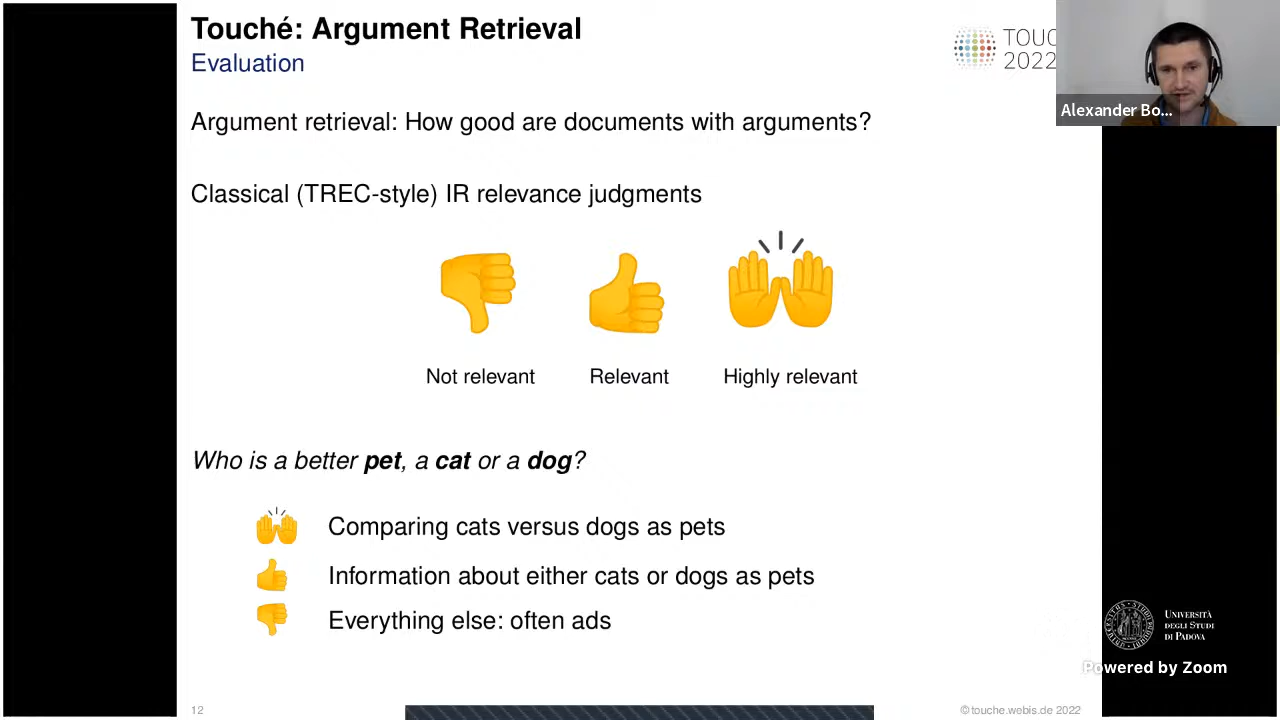 Touché: Argument Retrieval
Evaluation
TOUC
2022
Alexander Bo...
Argument retrieval: How good are documents with arguments?
Classical (TREC-style) IR relevance judgments
Not relevant
Relevant
Highly relevant
Who is a better pet, a cat or a dog?
Comparing cats versus dogs as pets
Information about either cats or dogs as pets
Everything else: often ads
UNIVERSITÀ
DEGLI STUDI
DI PADOVA
Powered by Zoom
12
©touche.webis.de 2022